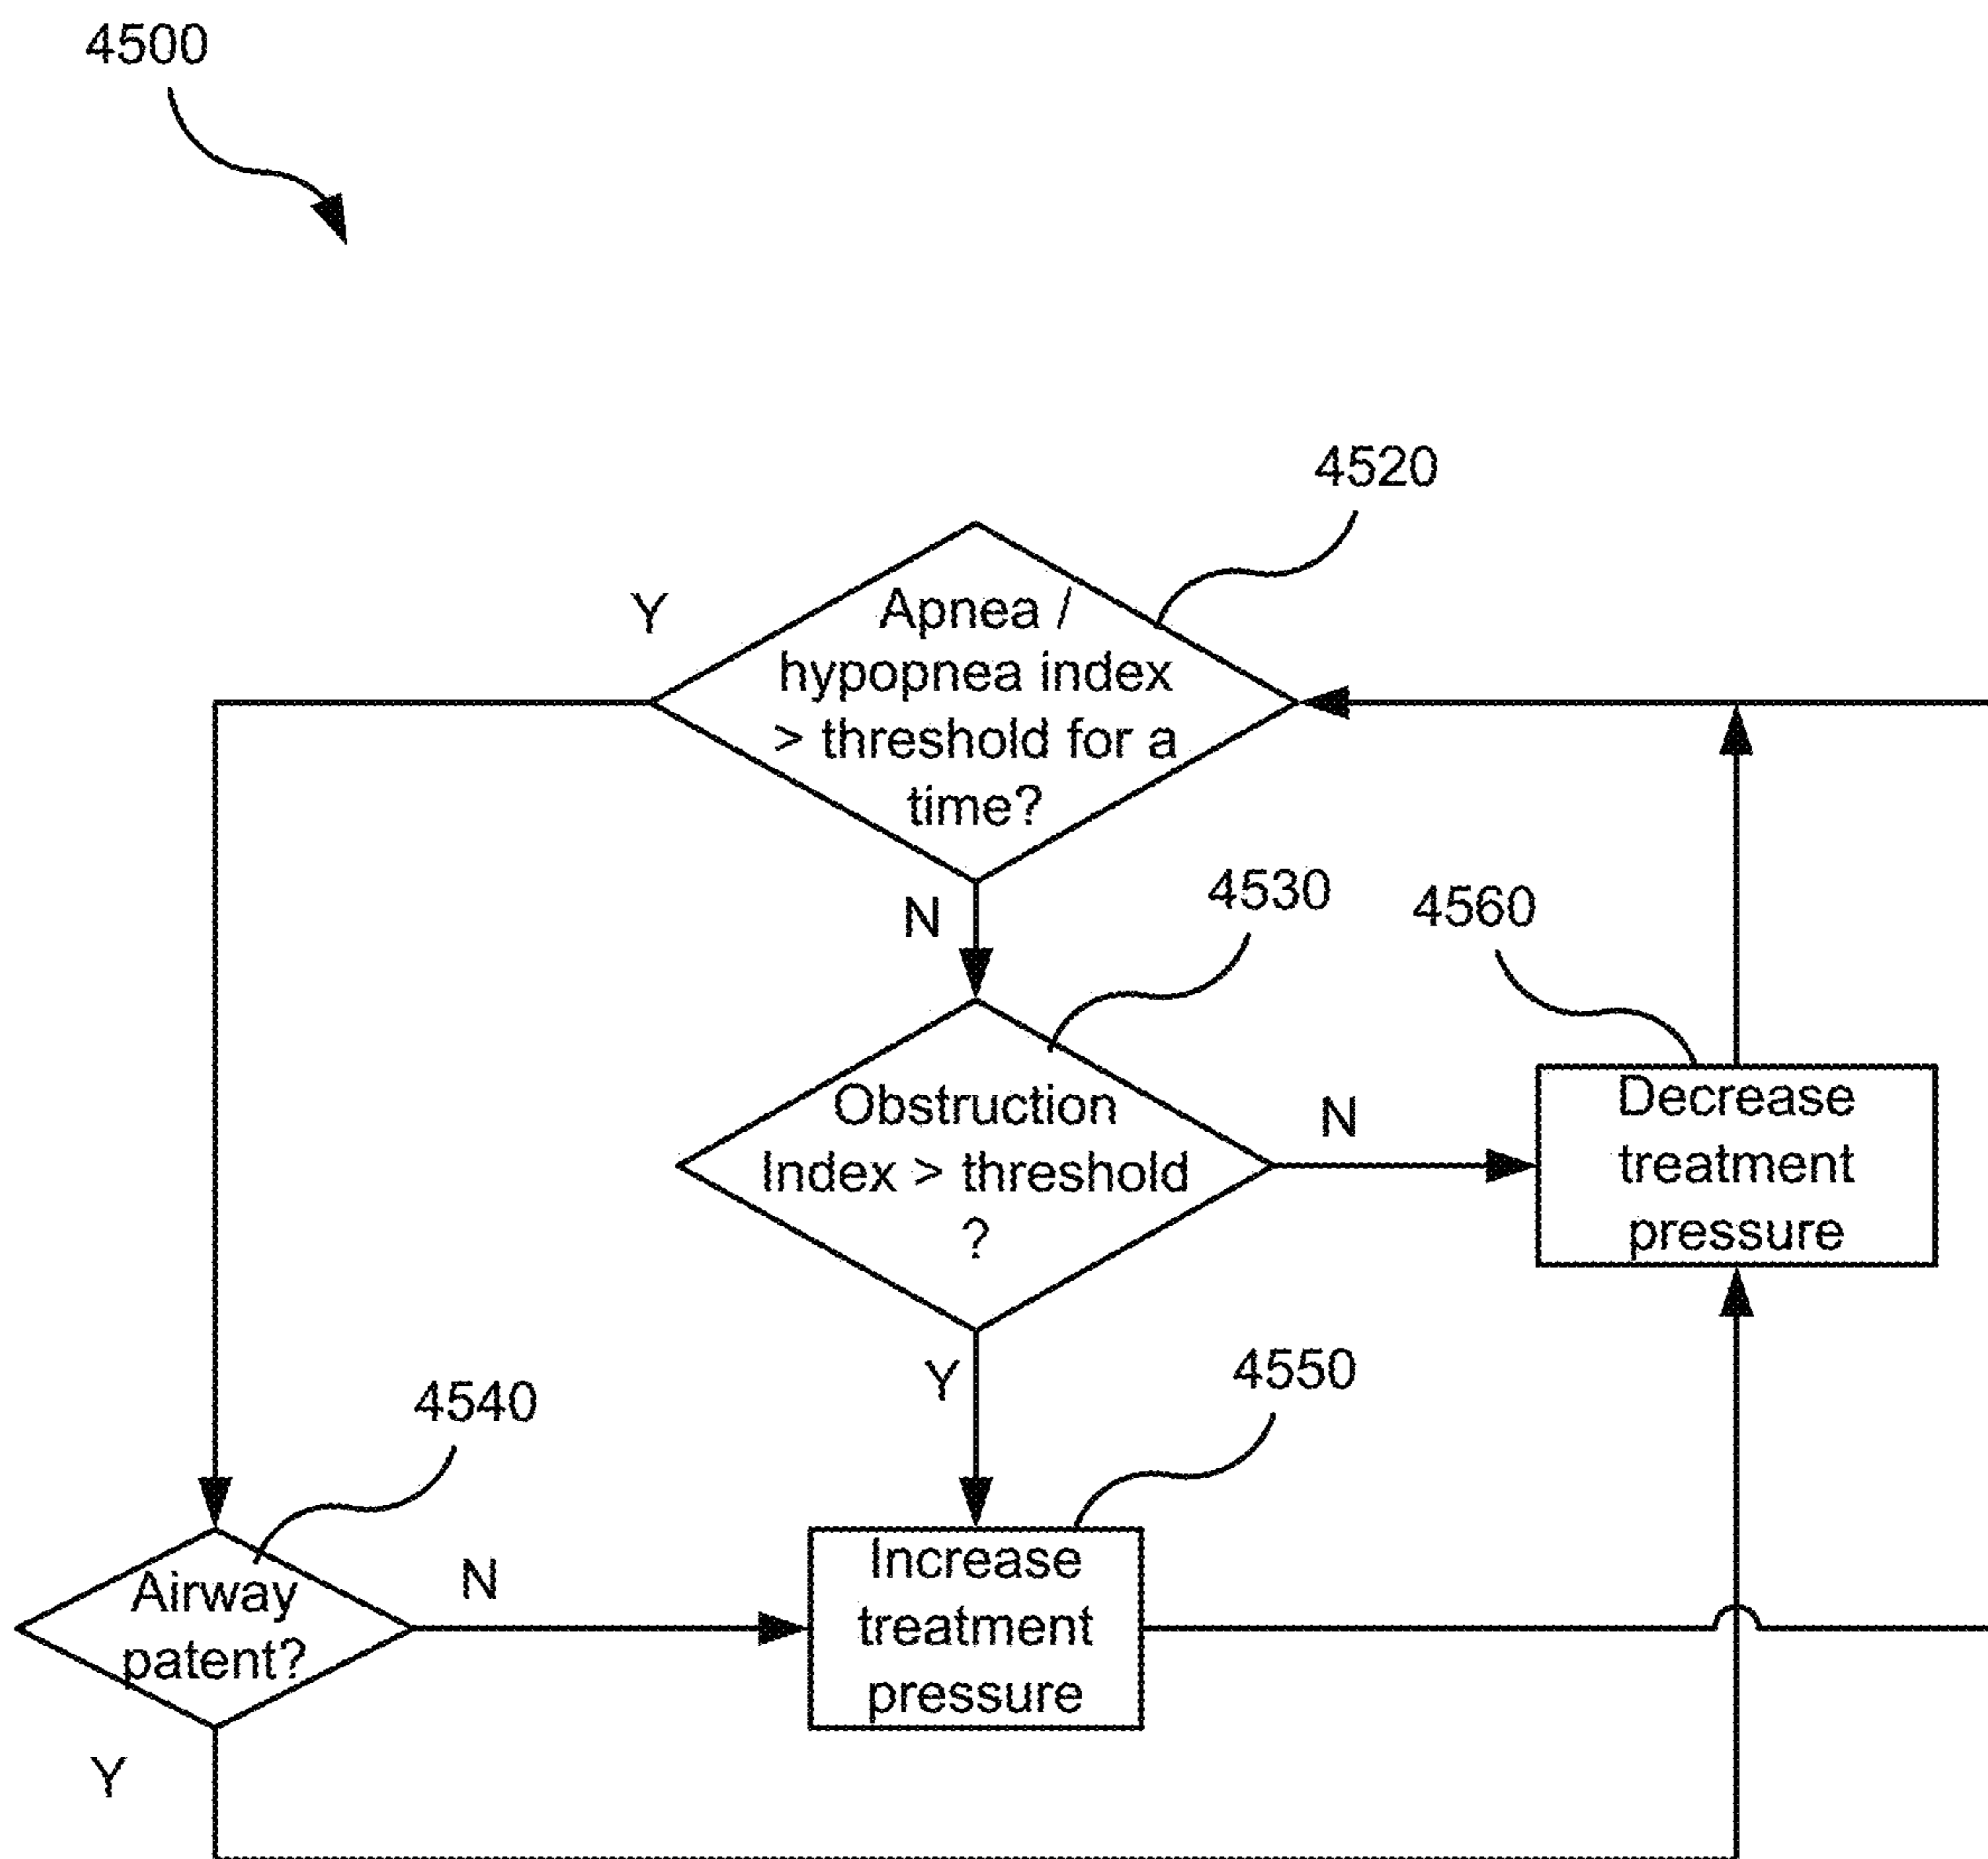 4500
4520
Y
Apnea /
hypopnea index
> threshold for a
time?
N
4530
4560
Obstruction
Index > threshold
?
N
Decrease
treatment
pressure
Y
4550
4540
Airway
patent?
N
Increase
treatment
pressure
Y